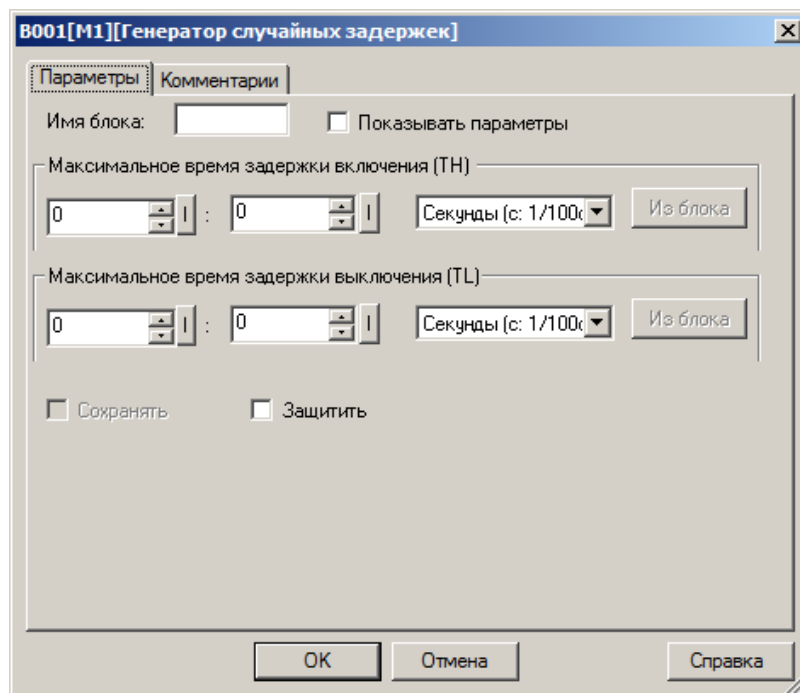 B001[M1][Генератор случайных задержек]
Параметры Комментарии
Имя блока: Показывать параметры
Максимальное время задержки включения (TH)
0 : 0 Секунды (с: 1/100с Из блока
Максимальное время задержки выключения (TL)
0 : 0 Секунды (с: 1/100с Из блока
Сохранять Защитить
OK Отмена Справка